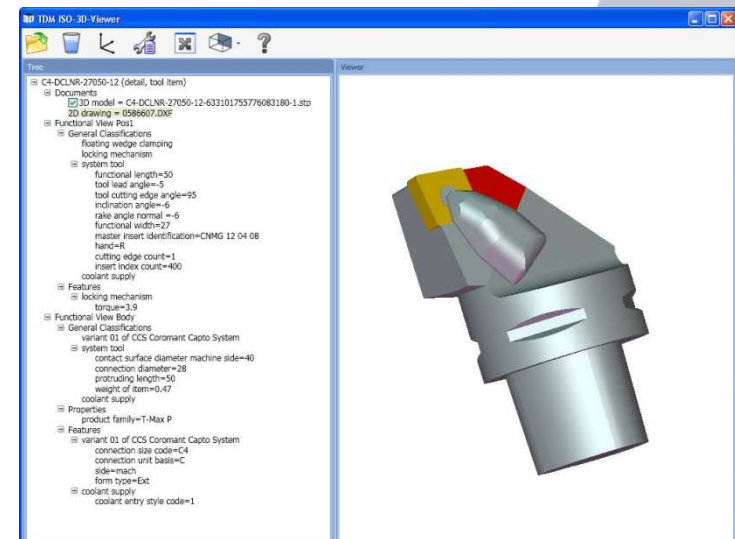 TDM ISO-3D-Viewer
Tree
Viewer
C4-DCLNR-27050-12 (detail, tool item)
Documents
3D model = C4-DCLNR-27050-12-633101755776083180-1.stp
2D drawing = 0586607.DXF
Functional View Pos1
General Classifications
floating wedge clamping
locking mechanism
system tool
functional length=50
tool lead angle=-5
tool cutting edge angle=95
inclination angle=-6
rake angle normal =-6
functional width=27
master insert identification=CNMG 12 04 08
hand=R
cutting edge count=1
insert index count=400
coolant supply
Features
locking mechanism
torque=3.9
Functional View Body
General Classifications
variant 01 of CCS Coromant Capto System
system tool
contact surface diameter machine side=40
connection diameter=28
protruding length=50
weight of item=0.47
coolant supply
Properties
product family=T-Max P
Features
variant 01 of CCS Coromant Capto System
connection size code=C4
connection unit basis=C
side=mach
form type=Ext
coolant supply
coolant entry style code=1